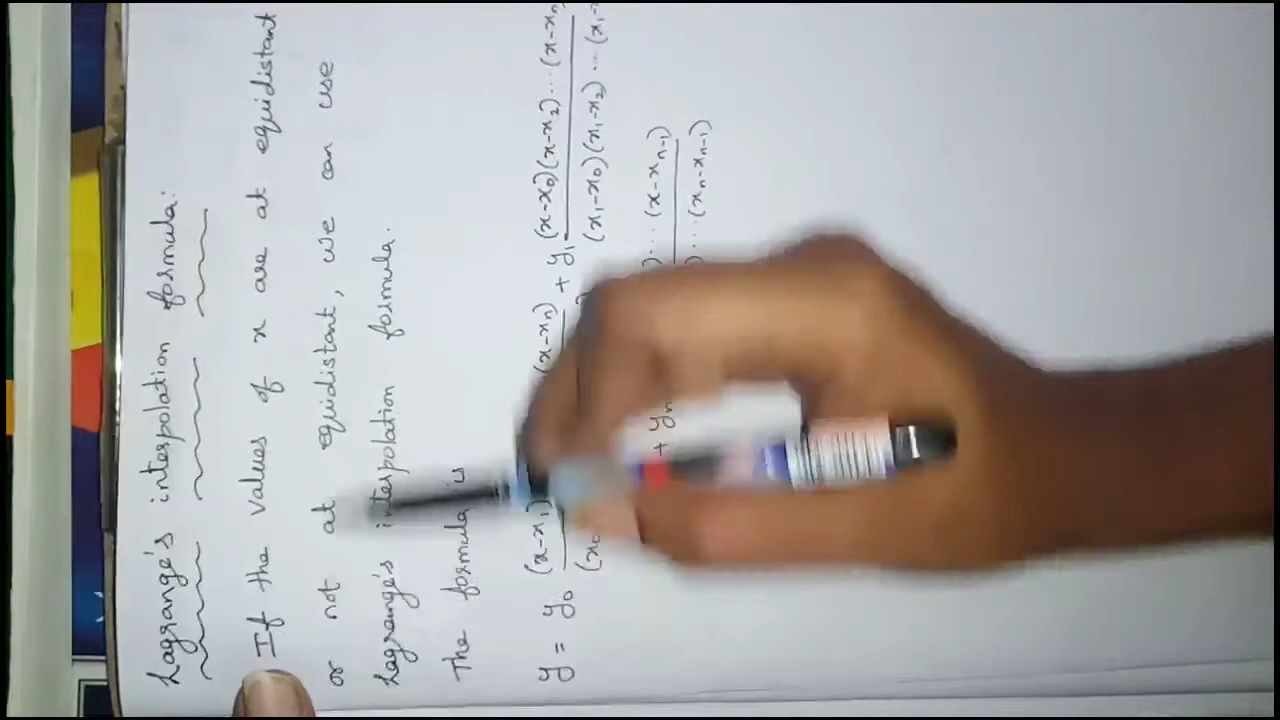 Lagrange's interpolation formula:
If the values of x are at equidistant
or not at equidistant, we can use
Lagrange's interpolation formula.
The formula is
y = y₀ (x-x₁) (x-xₙ) + y₁ (x-x₀)(x-x₂)...(x-xₙ)
(x₀ (x₁-x₀)(x₁-x₂)...(x₁-
+ yₙ )...(x-xₙ₋₁)
)...(xₙ-xₙ₋₁)